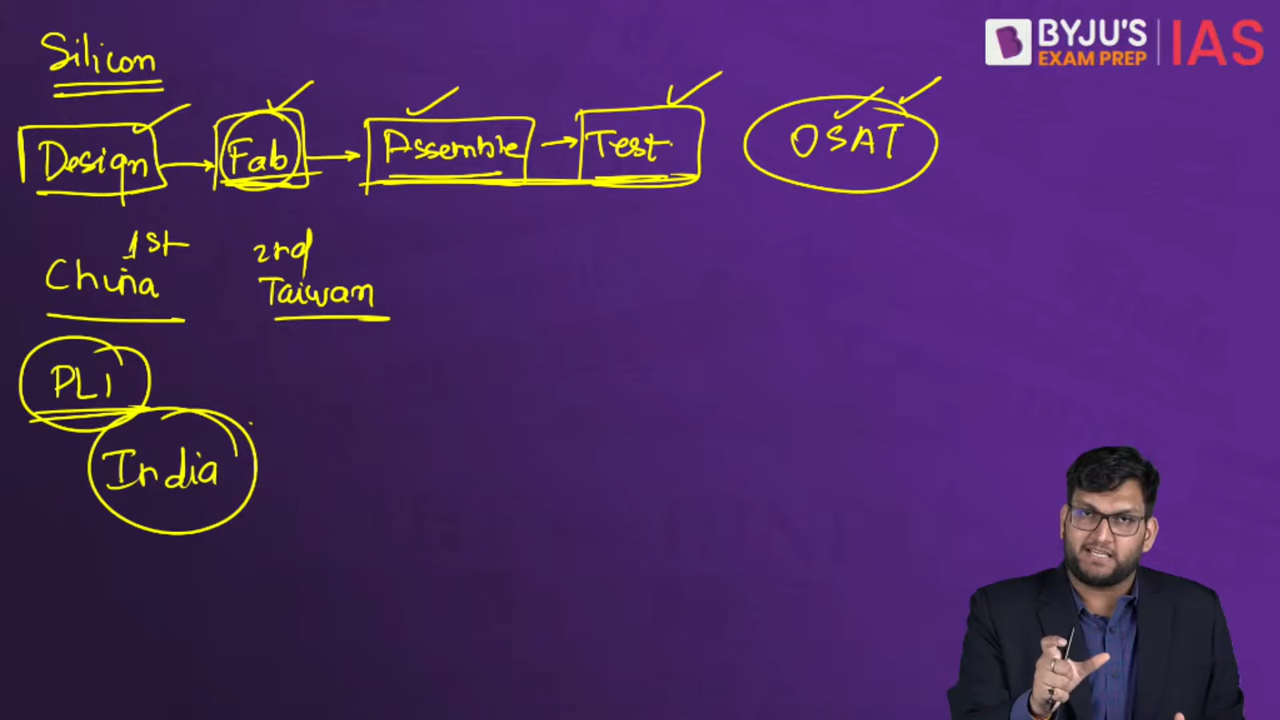 Silicon
BYJU'S
EXAM PREP
IAS
Design → Fab → Assemble → Test
OSAT
1st
China
2nd
Taiwan
PLI
India